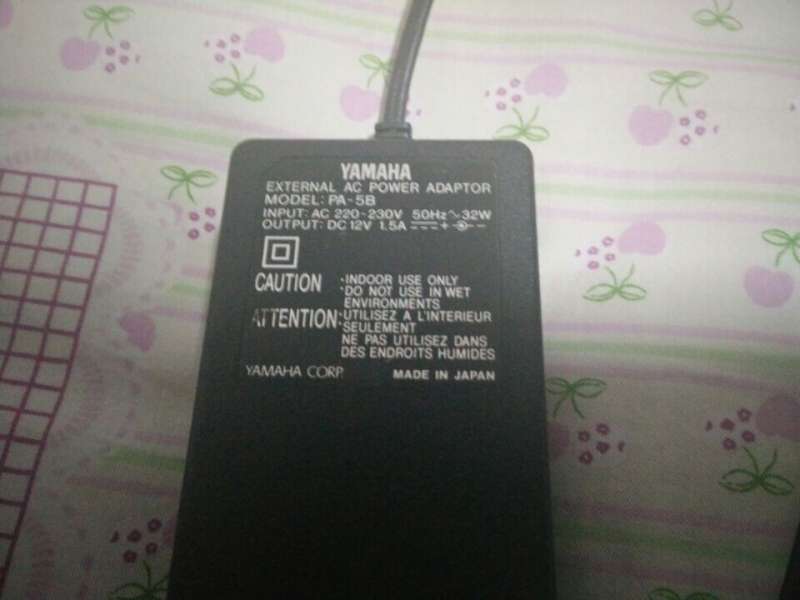 YAMAHA
EXTERNAL AC POWER ADAPTOR
MODEL: PA-5B
INPUT: AC 220~230V 50Hz ~ 32W
OUTPUT: DC 12V 1.5A
CAUTION ·INDOOR USE ONLY
·DO NOT USE IN WET
ENVIRONMENTS
ATTENTION ·UTILISEZ A L'INTERIEUR
SEULEMENT
NE PAS UTILISEZ DANS
DES ENDROITS HUMIDES
YAMAHA CORP. MADE IN JAPAN